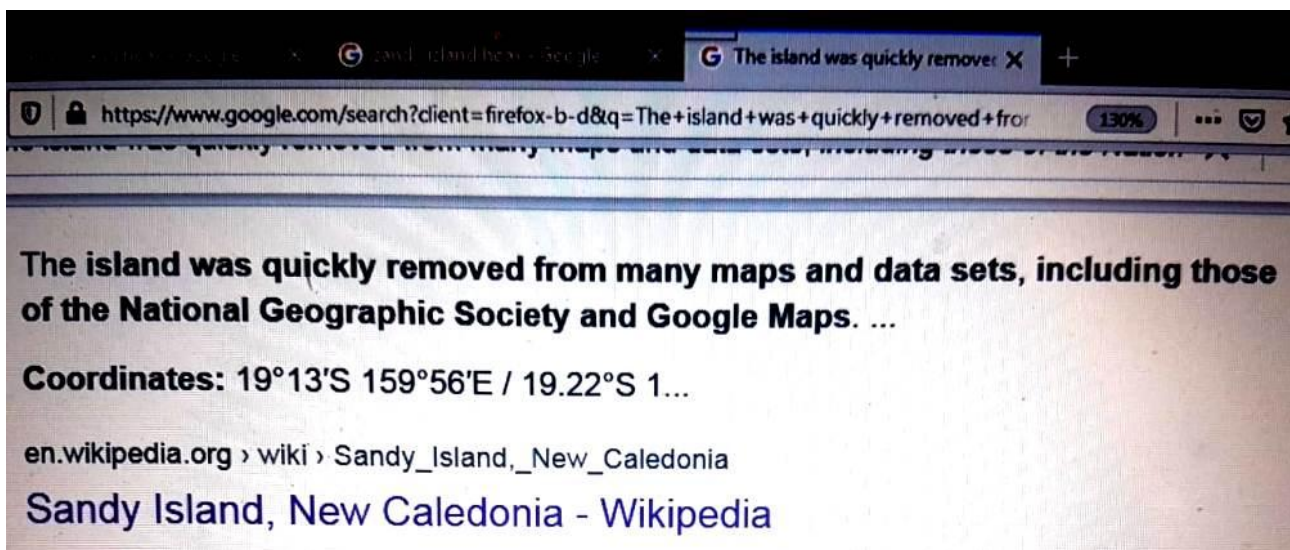 The island was quickly remove
https://www.google.com/search?client=firefox-b-d&q=The+island+was+quickly+removed+fror
130%
The island was quickly removed from many maps and data sets, including those
of the National Geographic Society and Google Maps. ...
Coordinates: 19°13'S 159°56'E / 19.22°S 1...
en.wikipedia.org › wiki › Sandy_Island,_New_Caledonia
Sandy Island, New Caledonia - Wikipedia